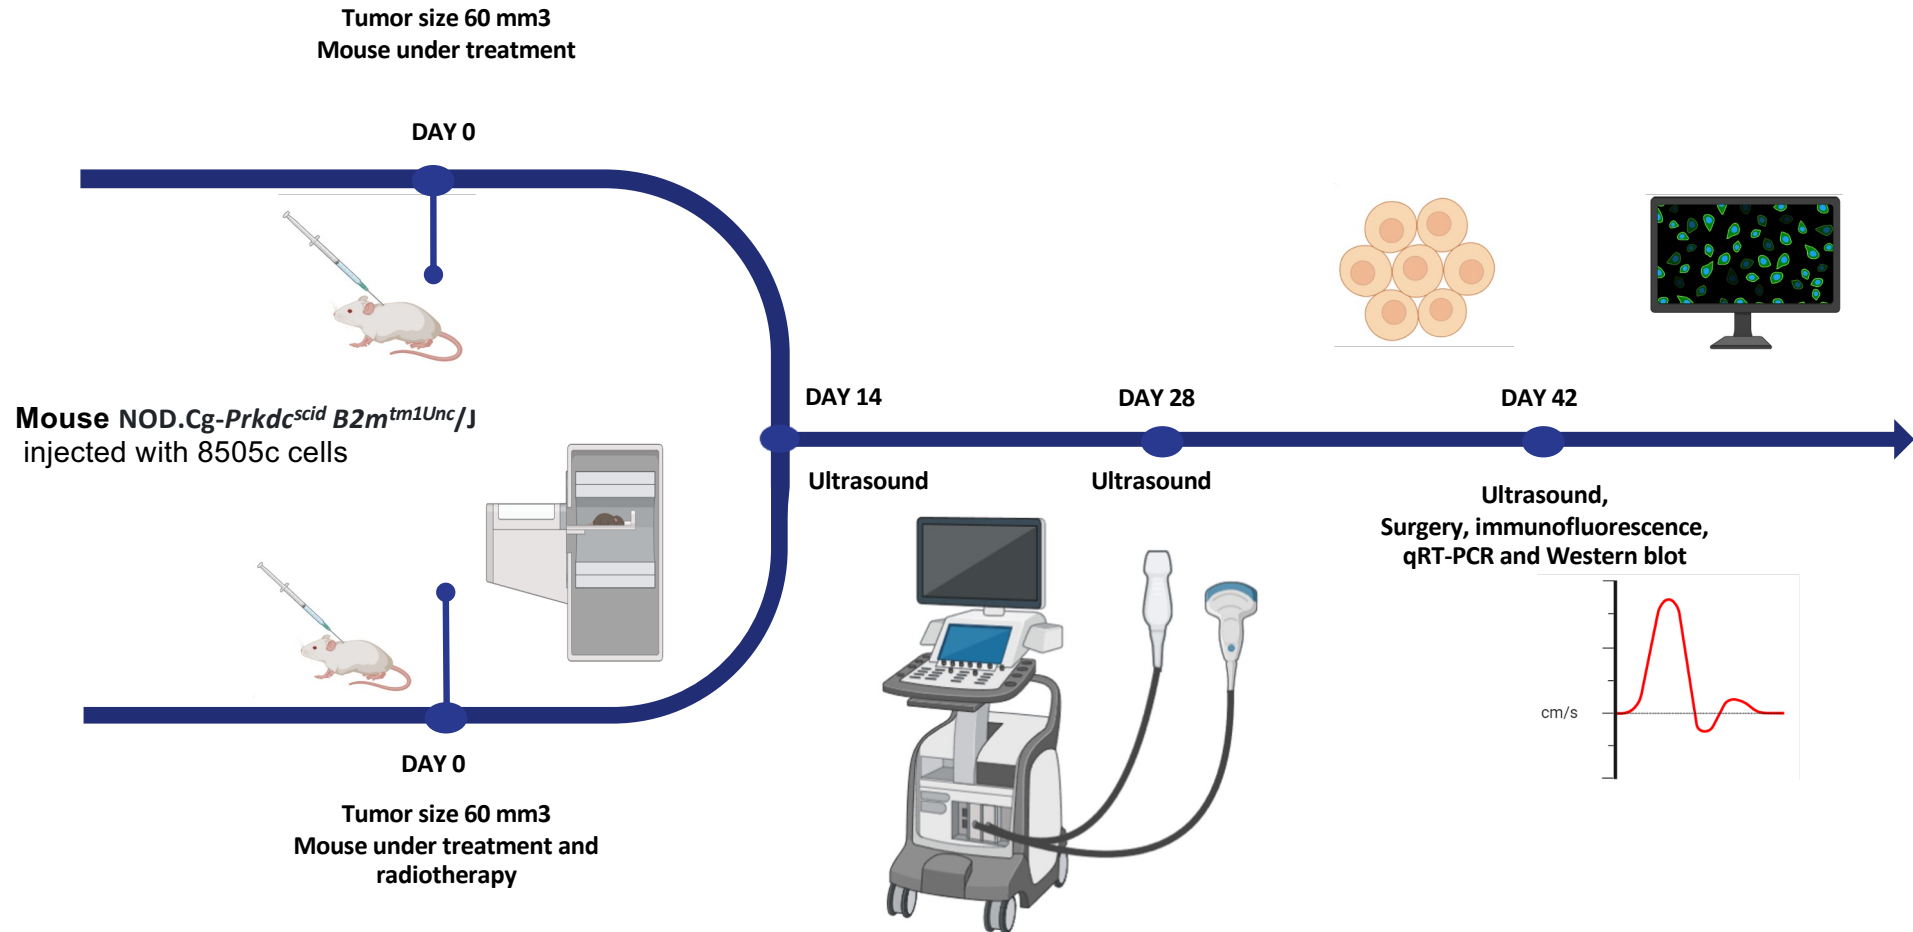 Tumor size 60 mm3
Mouse under treatment
DAY 0
Mouse NOD.Cg-Prkdcscid B2mtm1Unc/J
injected with 8505c cells
DAY 0
Tumor size 60 mm3
Mouse under treatment and
radiotherapy
DAY 14
Ultrasound
DAY 28
Ultrasound
DAY 42
Ultrasound,
Surgery, immunofluorescence,
qRT-PCR and Western blot
cm/s